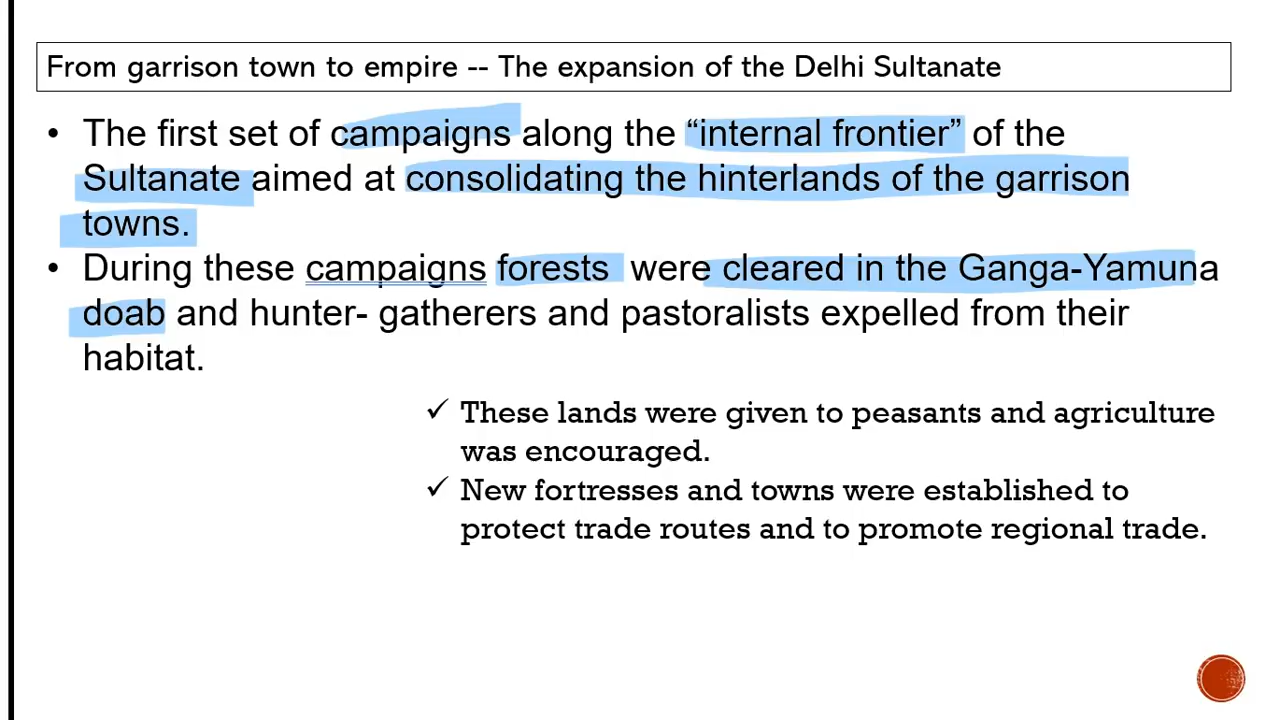 From garrison town to empire -- The expansion of the Delhi Sultanate
• The first set of campaigns along the “internal frontier” of the
Sultanate aimed at consolidating the hinterlands of the garrison
towns.
• During these campaigns forests were cleared in the Ganga-Yamuna
doab and hunter- gatherers and pastoralists expelled from their
habitat.
✓ These lands were given to peasants and agriculture
was encouraged.
✓ New fortresses and towns were established to
protect trade routes and to promote regional trade.